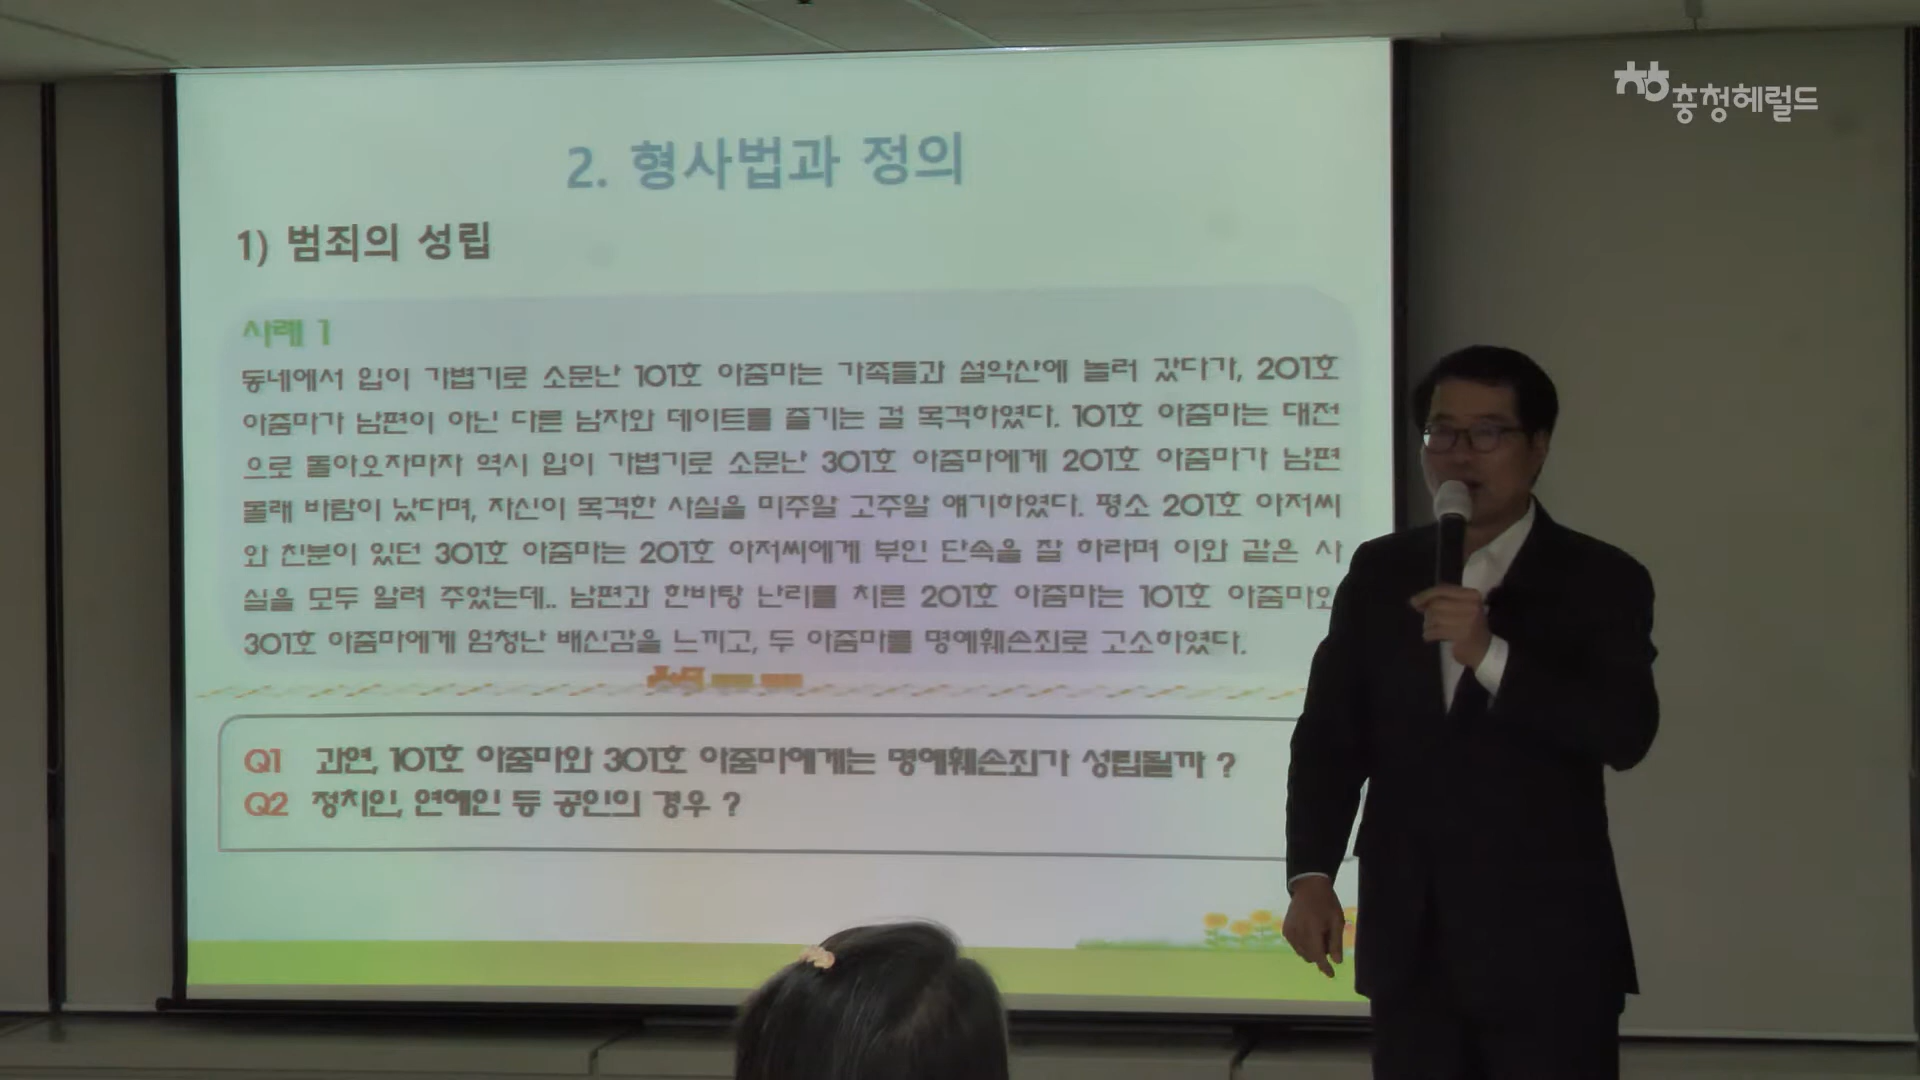 충청헤럴드
2. 형사법과 정의
1) 범죄의 성립
사례 1
동네에서 입이 가볍기로 소문난 101호 아줌마는 가족들과 설악산에 놀러 갔다가, 201호
아줌마가 남편이 아닌 다른 남자와 데이트를 즐기는 걸 목격하였다. 101호 아줌마는 대전
으로 돌아오자마자 역시 입이 가볍기로 소문난 301호 아줌마에게 201호 아줌마가 남편
몰래 바람이 났다며, 자신이 목격한 사실을 미주알 고주알 얘기하였다. 평소 201호 아저씨
와 친분이 있던 301호 아줌마는 201호 아저씨에게 부인 단속을 잘 하라며 이와 같은 사
실을 모두 알려 주었는데.. 남편과 한바탕 난리를 치른 201호 아줌마는 101호 아줌마와
301호 아줌마에게 엄청난 배신감을 느끼고, 두 아줌마를 명예훼손죄로 고소하였다.
Q1 과연, 101호 아줌마와 301호 아줌마에게는 명예훼손죄가 성립될까 ?
Q2 정치인, 연예인 등 공인의 경우 ?